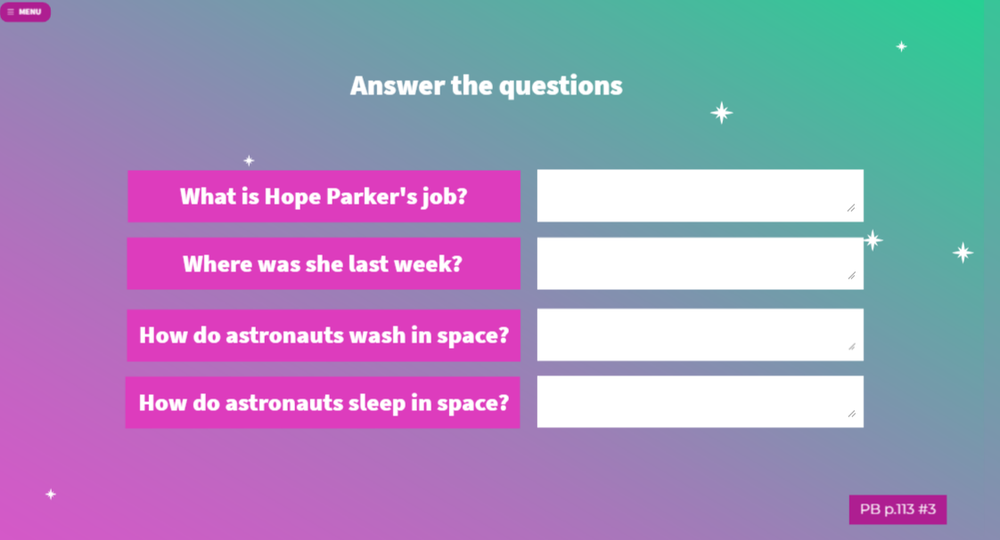 ≡ MENU
Answer the questions
What is Hope Parker's job?
Where was she last week?
How do astronauts wash in space?
How do astronauts sleep in space?
PB p.113 #3